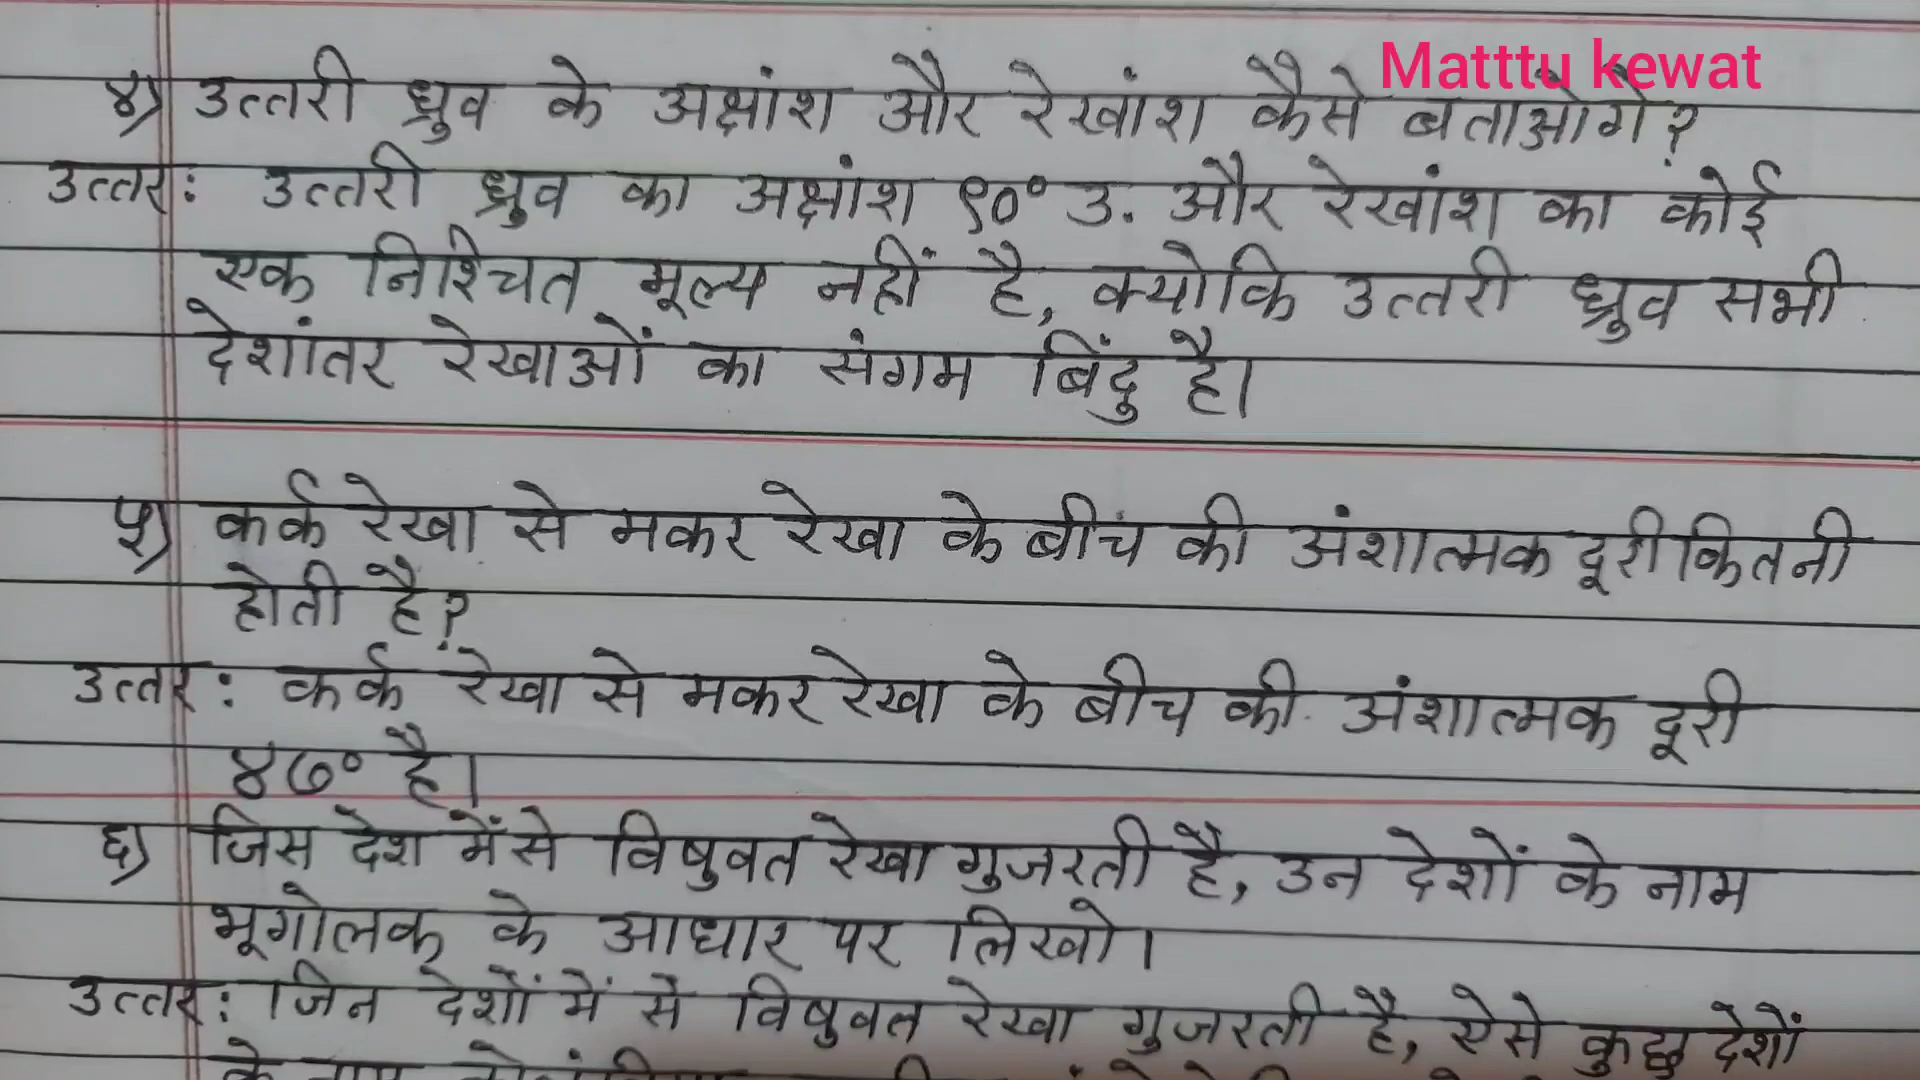 Matttu kewat
४) उत्तरी ध्रुव के अक्षांश और रेखांश कैसे बताओगे?
उत्तर: उत्तरी ध्रुव का अक्षांश ९०° उ. और रेखांश का कोई
एक निश्चित मूल्य नहीं है, क्योकि उत्तरी ध्रुव सभी
देशांतर रेखाओं का संगम बिंदु है।
५) कर्क रेखा से मकर रेखा के बीचं की अंशात्मक दूरी कितनी
होती है?
उत्तर: कर्क रेखा से मकर रेखा के बीच की अंशात्मक दूरी
४७° है।
६) जिस देश में से विषुवत रेखा गुजरती है, उन देशों के नाम
भूगोलक के आधार पर लिखो।
उत्तर: जिन देशों में से विषुवत रेखा गुजरती है, ऐसे कुछ देशों
के नाम